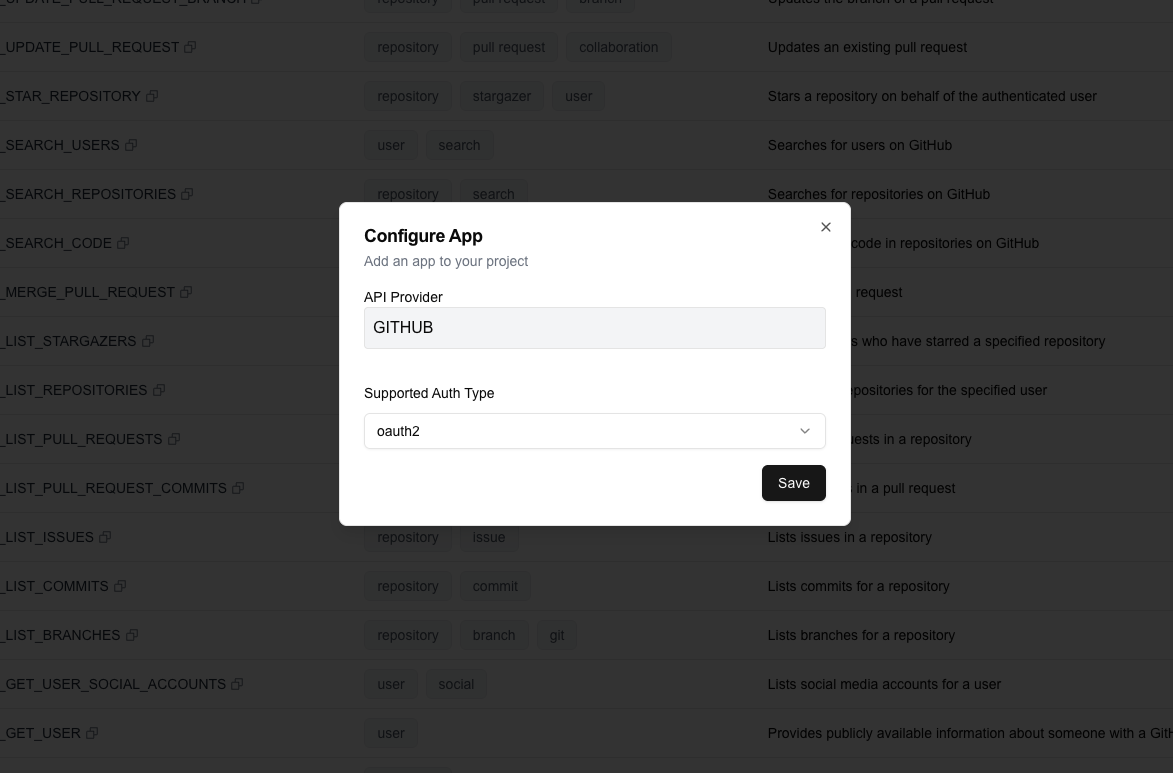 _UPDATE_PULL_REQUEST_BRANCH repository pull request branch Updates the branch of a pull request
_UPDATE_PULL_REQUEST repository pull request collaboration Updates an existing pull request
_STAR_REPOSITORY repository stargazer user Stars a repository on behalf of the authenticated user
_SEARCH_USERS user search Searches for users on GitHub
_SEARCH_REPOSITORIES repository search Searches for repositories on GitHub
_SEARCH_CODE code in repositories on GitHub
_MERGE_PULL_REQUEST request
_LIST_STARGAZERS who have starred a specified repository
_LIST_REPOSITORIES epositories for the specified user
_LIST_PULL_REQUESTS uests in a repository
_LIST_PULL_REQUEST_COMMITS in a pull request
_LIST_ISSUES repository issue Lists issues in a repository
_LIST_COMMITS repository commit Lists commits for a repository
_LIST_BRANCHES repository branch git Lists branches for a repository
_GET_USER_SOCIAL_ACCOUNTS user social Lists social media accounts for a user
_GET_USER user Provides publicly available information about someone with a GitH
Configure App
Add an app to your project
API Provider
GITHUB
Supported Auth Type
oauth2
Save